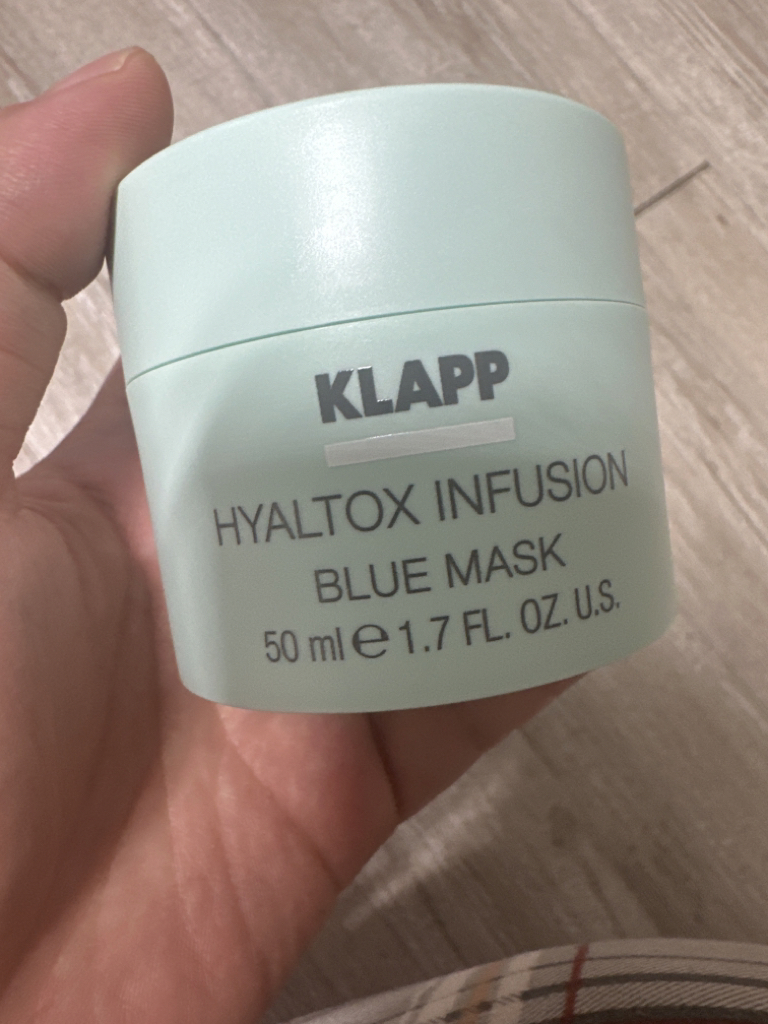 KLAPP
HYALTOX INFUSION
BLUE MASK
50 ml ℮ 1.7 FL. OZ. U.S.